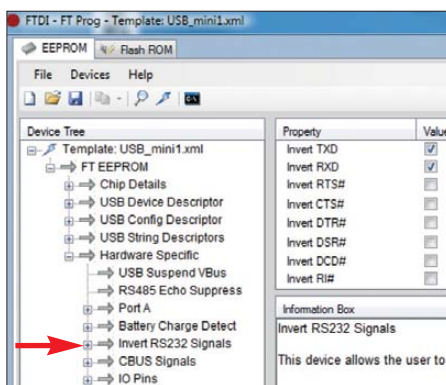 FTDI - FT Prog - Template: USB_mini1.xml
EEPROM Flash ROM
File Devices Help
Device Tree
Template: USB_mini1.xml
FT EEPROM
Chip Details
USB Device Descriptor
USB Config Descriptor
USB String Descriptors
Hardware Specific
USB Suspend VBus
RS485 Echo Suppress
Port A
Battery Charge Detect
Invert RS232 Signals
CBUS Signals
IO Pins
Property Value
Invert TXD
Invert RXD
Invert RTS#
Invert CTS#
Invert DTR#
Invert DSR#
Invert DCD#
Invert RI#
Information Box
Invert RS232 Signals
This device allows the user to